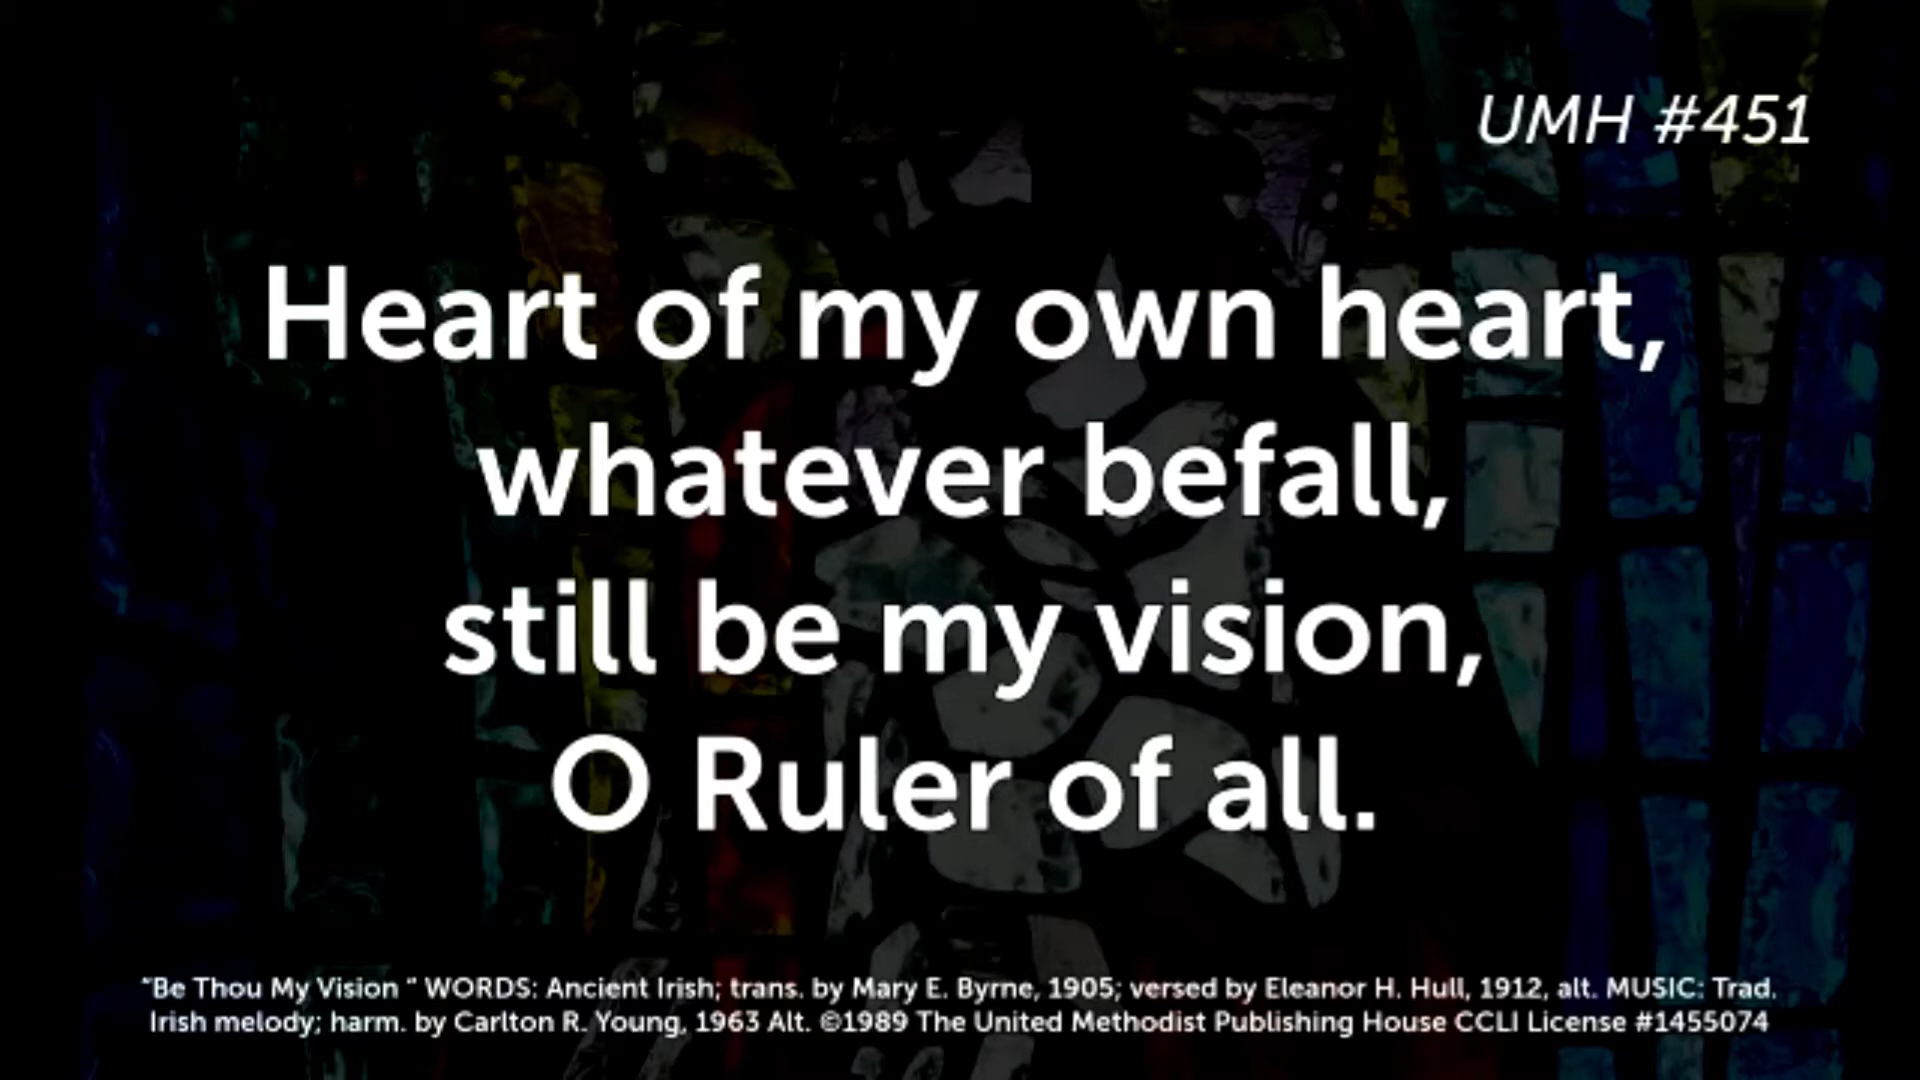 UMH #451
Heart of my own heart,
whatever befall,
still be my vision,
O Ruler of all.
"Be Thou My Vision " WORDS: Ancient Irish; trans. by Mary E. Byrne, 1905; versed by Eleanor H. Hull, 1912, alt. MUSIC: Trad.
Irish melody; harm. by Carlton R. Young, 1963 Alt. ©1989 The United Methodist Publishing House CCLI License #1455074